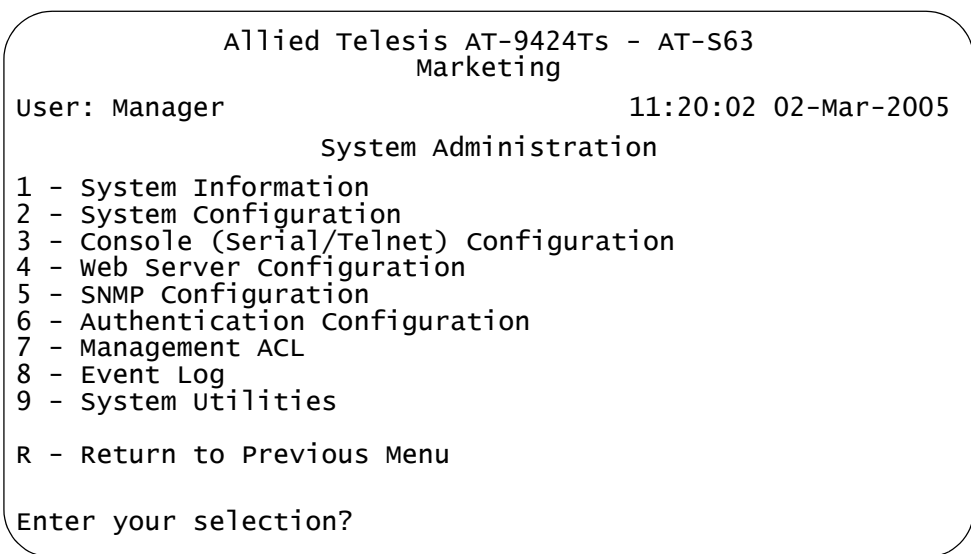 Allied Telesis AT-9424Ts - AT-S63
Marketing
User: Manager 11:20:02 02-Mar-2005
System Administration
1 - System Information
2 - System Configuration
3 - Console (Serial/Telnet) Configuration
4 - Web Server Configuration
5 - SNMP Configuration
6 - Authentication Configuration
7 - Management ACL
8 - Event Log
9 - System Utilities
R - Return to Previous Menu
Enter your selection?